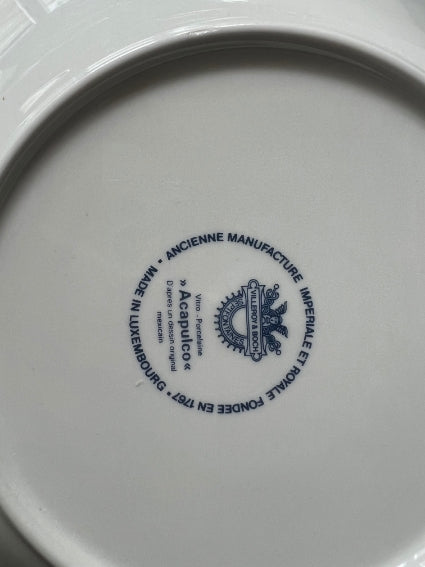 ANCIENNE MANUFACTURE IMPERIALE ET ROYALE FONDEE EN 1767 • MADE IN LUXEMBOURG •
VILLEROY & BOCH
Vitro - Porcelaine
»Acapulco«
D'après un dessin original
mexicain